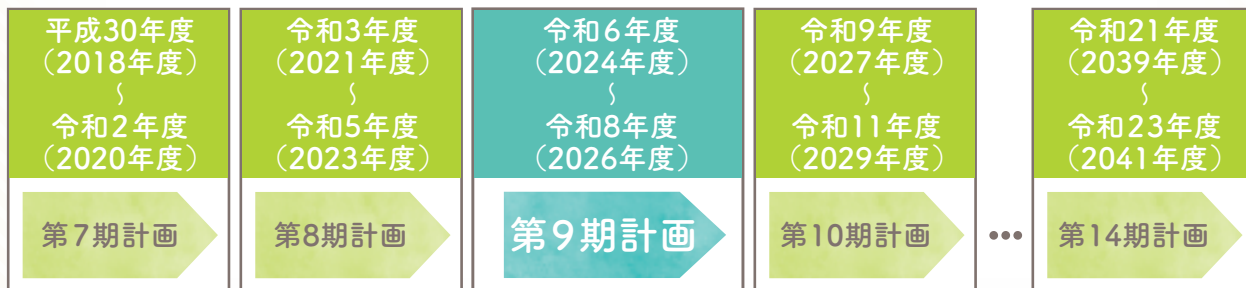 平成30年度
（2018年度）
〜
令和2年度
（2020年度）
第7期計画
令和3年度
（2021年度）
〜
令和5年度
（2023年度）
第8期計画
令和6年度
（2024年度）
〜
令和8年度
（2026年度）
第9期計画
令和9年度
（2027年度）
〜
令和11年度
（2029年度）
第10期計画
•••
令和21年度
（2039年度）
〜
令和23年度
（2041年度）
第14期計画